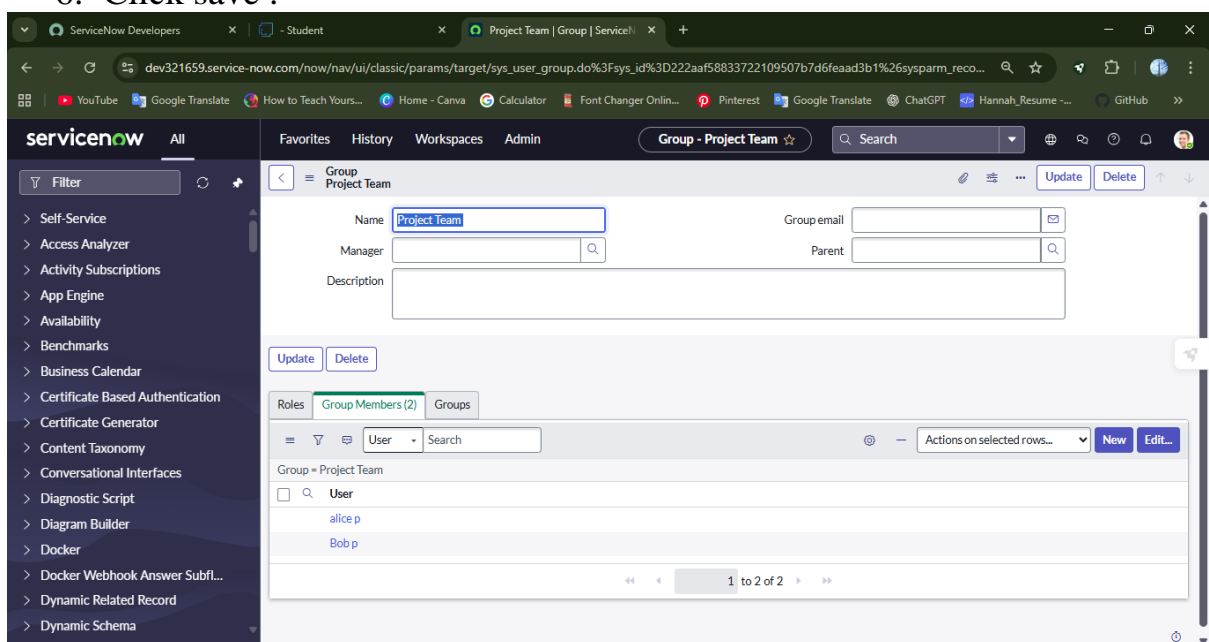 6. Click save .
ServiceNow Developers
- Student
Project Team | Group | ServiceN
dev321659.service-now.com/now/nav/ui/classic/params/target/sys_user_group.do%3Fsys_id%3D222aaf58833722109507b7d6feaad3b1%26sysparm_reco...
YouTube Google Translate How to Teach Yours... Home - Canva Calculator Font Changer Onlin... Pinterest Google Translate ChatGPT Hannah_Resume -... GitHub »
servicenow All Favorites History Workspaces Admin Group - Project Team Search
Filter
Group
Project Team
Update Delete
Self-Service
Access Analyzer
Activity Subscriptions
App Engine
Availability
Benchmarks
Business Calendar
Certificate Based Authentication
Certificate Generator
Content Taxonomy
Conversational Interfaces
Diagnostic Script
Diagram Builder
Docker
Docker Webhook Answer Subfl...
Dynamic Related Record
Dynamic Schema
Name Project Team
Group email
Manager
Parent
Description
Update Delete
Roles Group Members (2) Groups
User Search Actions on selected rows... New Edit...
Group = Project Team
User
alice p
Bob p
1 to 2 of 2